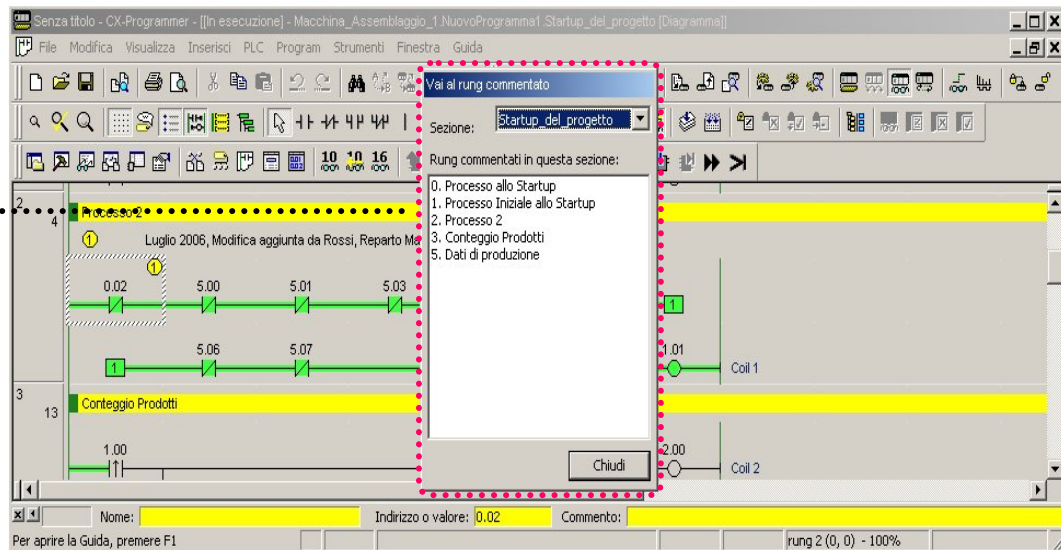 Senza titolo - CX-Programmer - [[In esecuzione] - Macchina_Assemblaggio_1.NuovoProgramma1.Startup_del_progetto [Diagramma]]
File Modifica Visualizza Inserisci PLC Program Strumenti Finestra Guida
Vai al rung commentato
Sezione: Startup_del_progetto
10 10 16
Rung commentati in questa sezione:
0. Processo allo Startup
1. Processo Iniziale allo Startup
2. Processo 2
3. Conteggio Prodotti
5. Dati di produzione
Chiudi
2
4
Processo 2
1 Luglio 2006, Modifica aggiunta da Rossi, Reparto
1
0.02 5.00 5.01 5.03
1
5.06 5.07 1.01
1 Coil 1
3
13
Conteggio Prodotti
1.00 2.00
Coil 2
Nome: Indirizzo o valore: 0.02 Commento:
Per aprire la Guida, premere F1 rung 2 (0, 0) - 100%